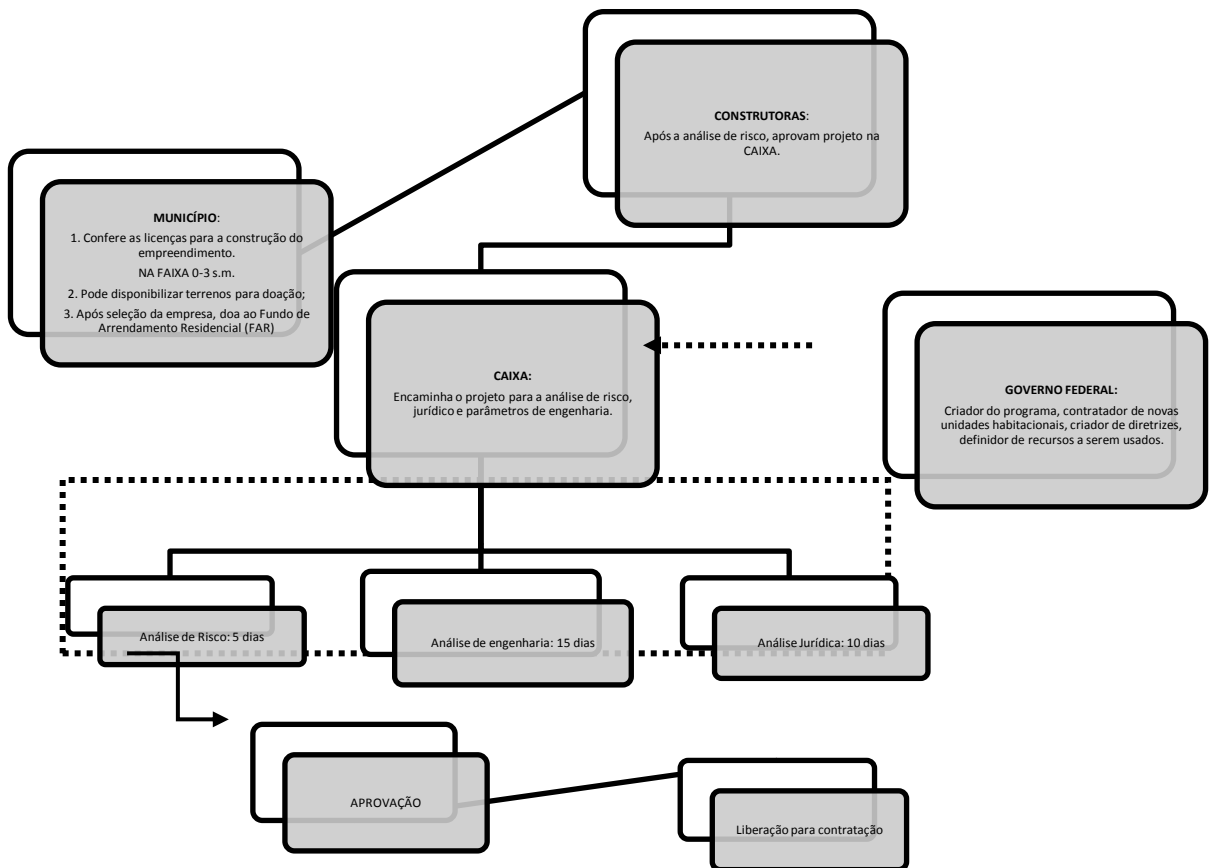 CONSTRUTORAS:
Após a análise de risco, aprovam projeto na
CAIXA.
MUNICÍPIO:
1. Confere as licenças para a construção do
empreendimento.
NA FAIXA 0-3 s.m.
2. Pode disponibilizar terrenos para doação;
3. Após seleção da empresa, doa ao Fundo de
Arrendamento Residencial (FAR)
CAIXA:
Encaminha o projeto para a análise de risco,
jurídico e parâmetros de engenharia.
GOVERNO FEDERAL:
Criador do programa, contratador de novas
unidades habitacionais, criador de diretrizes,
definidor de recursos a serem usados.
Análise de Risco: 5 dias
Análise de engenharia: 15 dias
Análise Jurídica: 10 dias
APROVAÇÃO
Liberação para contratação